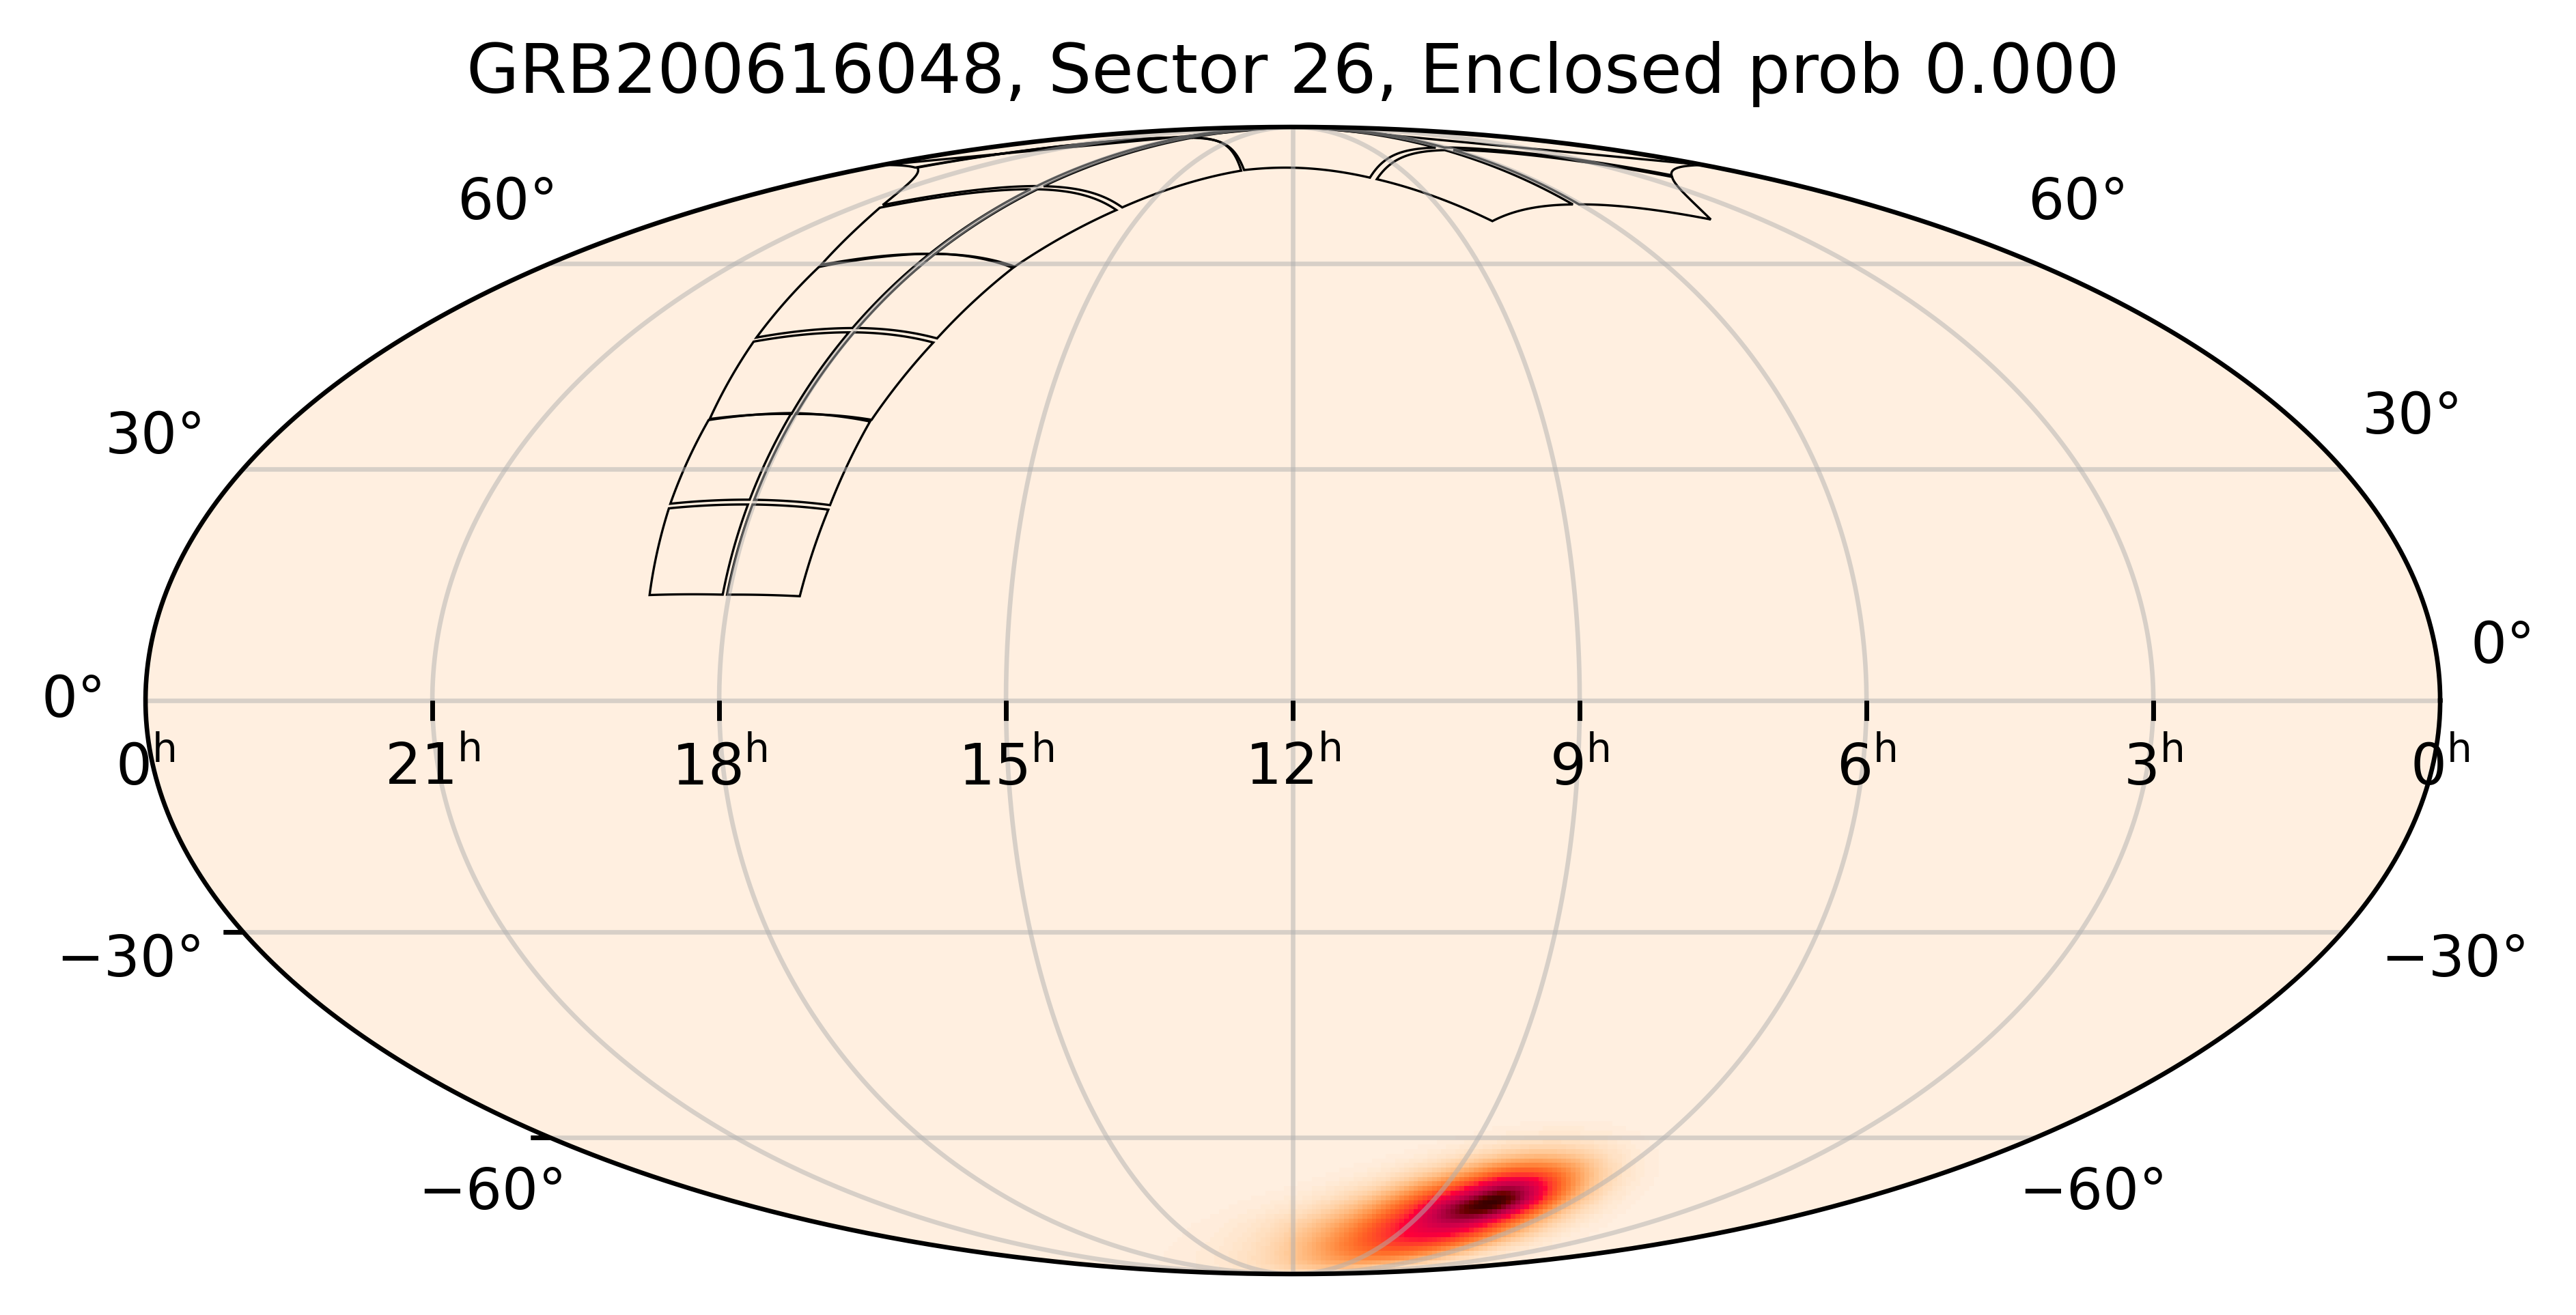 GRB200616048, Sector 26, Enclosed prob 0.000
60° 60°
30° 30°
0° 0°
0ʰ 21ʰ 18ʰ 15ʰ 12ʰ 9ʰ 6ʰ 3ʰ 0ʰ
−30° −30°
−60° −60°